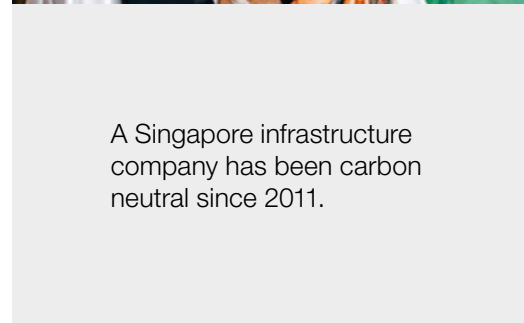 A Singapore infrastructure
company has been carbon
neutral since 2011.